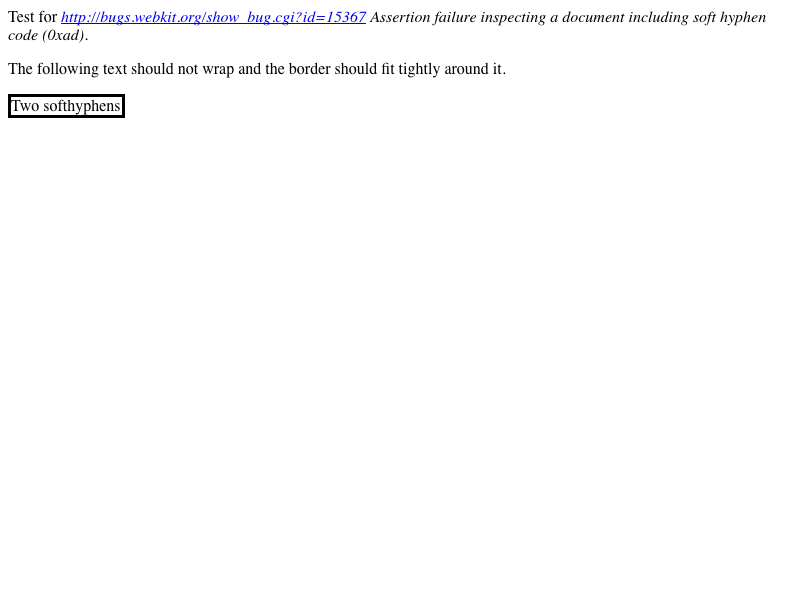 Test for http://bugs.webkit.org/show_bug.cgi?id=15367 Assertion failure inspecting a document including soft hyphen
code (0xad).
The following text should not wrap and the border should fit tightly around it.
Two softhyphens